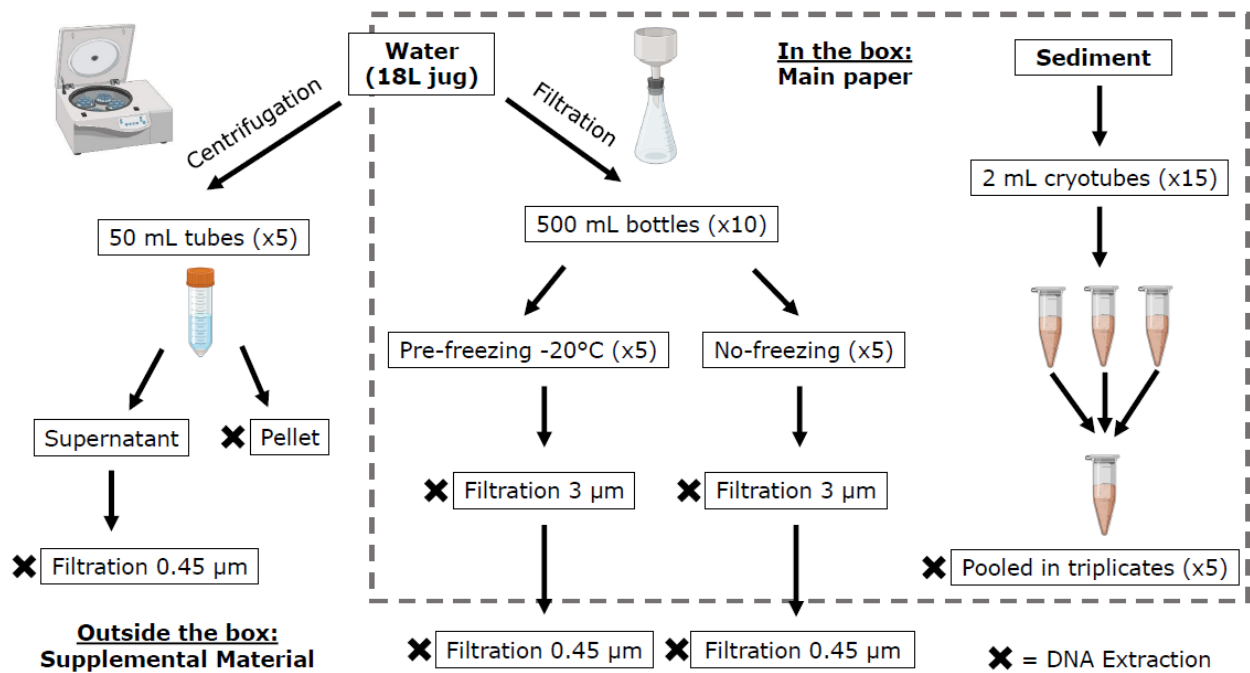 Water
(18L jug)
In the box:
Main paper
Sediment
Centrifugation
Filtration
2 mL cryotubes (x15)
50 mL tubes (x5)
500 mL bottles (x10)
Pre-freezing -20°C (x5)
No-freezing (x5)
Supernatant
Pellet
Filtration 3 µm
Filtration 3 µm
Filtration 0.45 µm
Pooled in triplicates (x5)
Outside the box:
Supplemental Material
Filtration 0.45 µm
Filtration 0.45 µm
= DNA Extraction